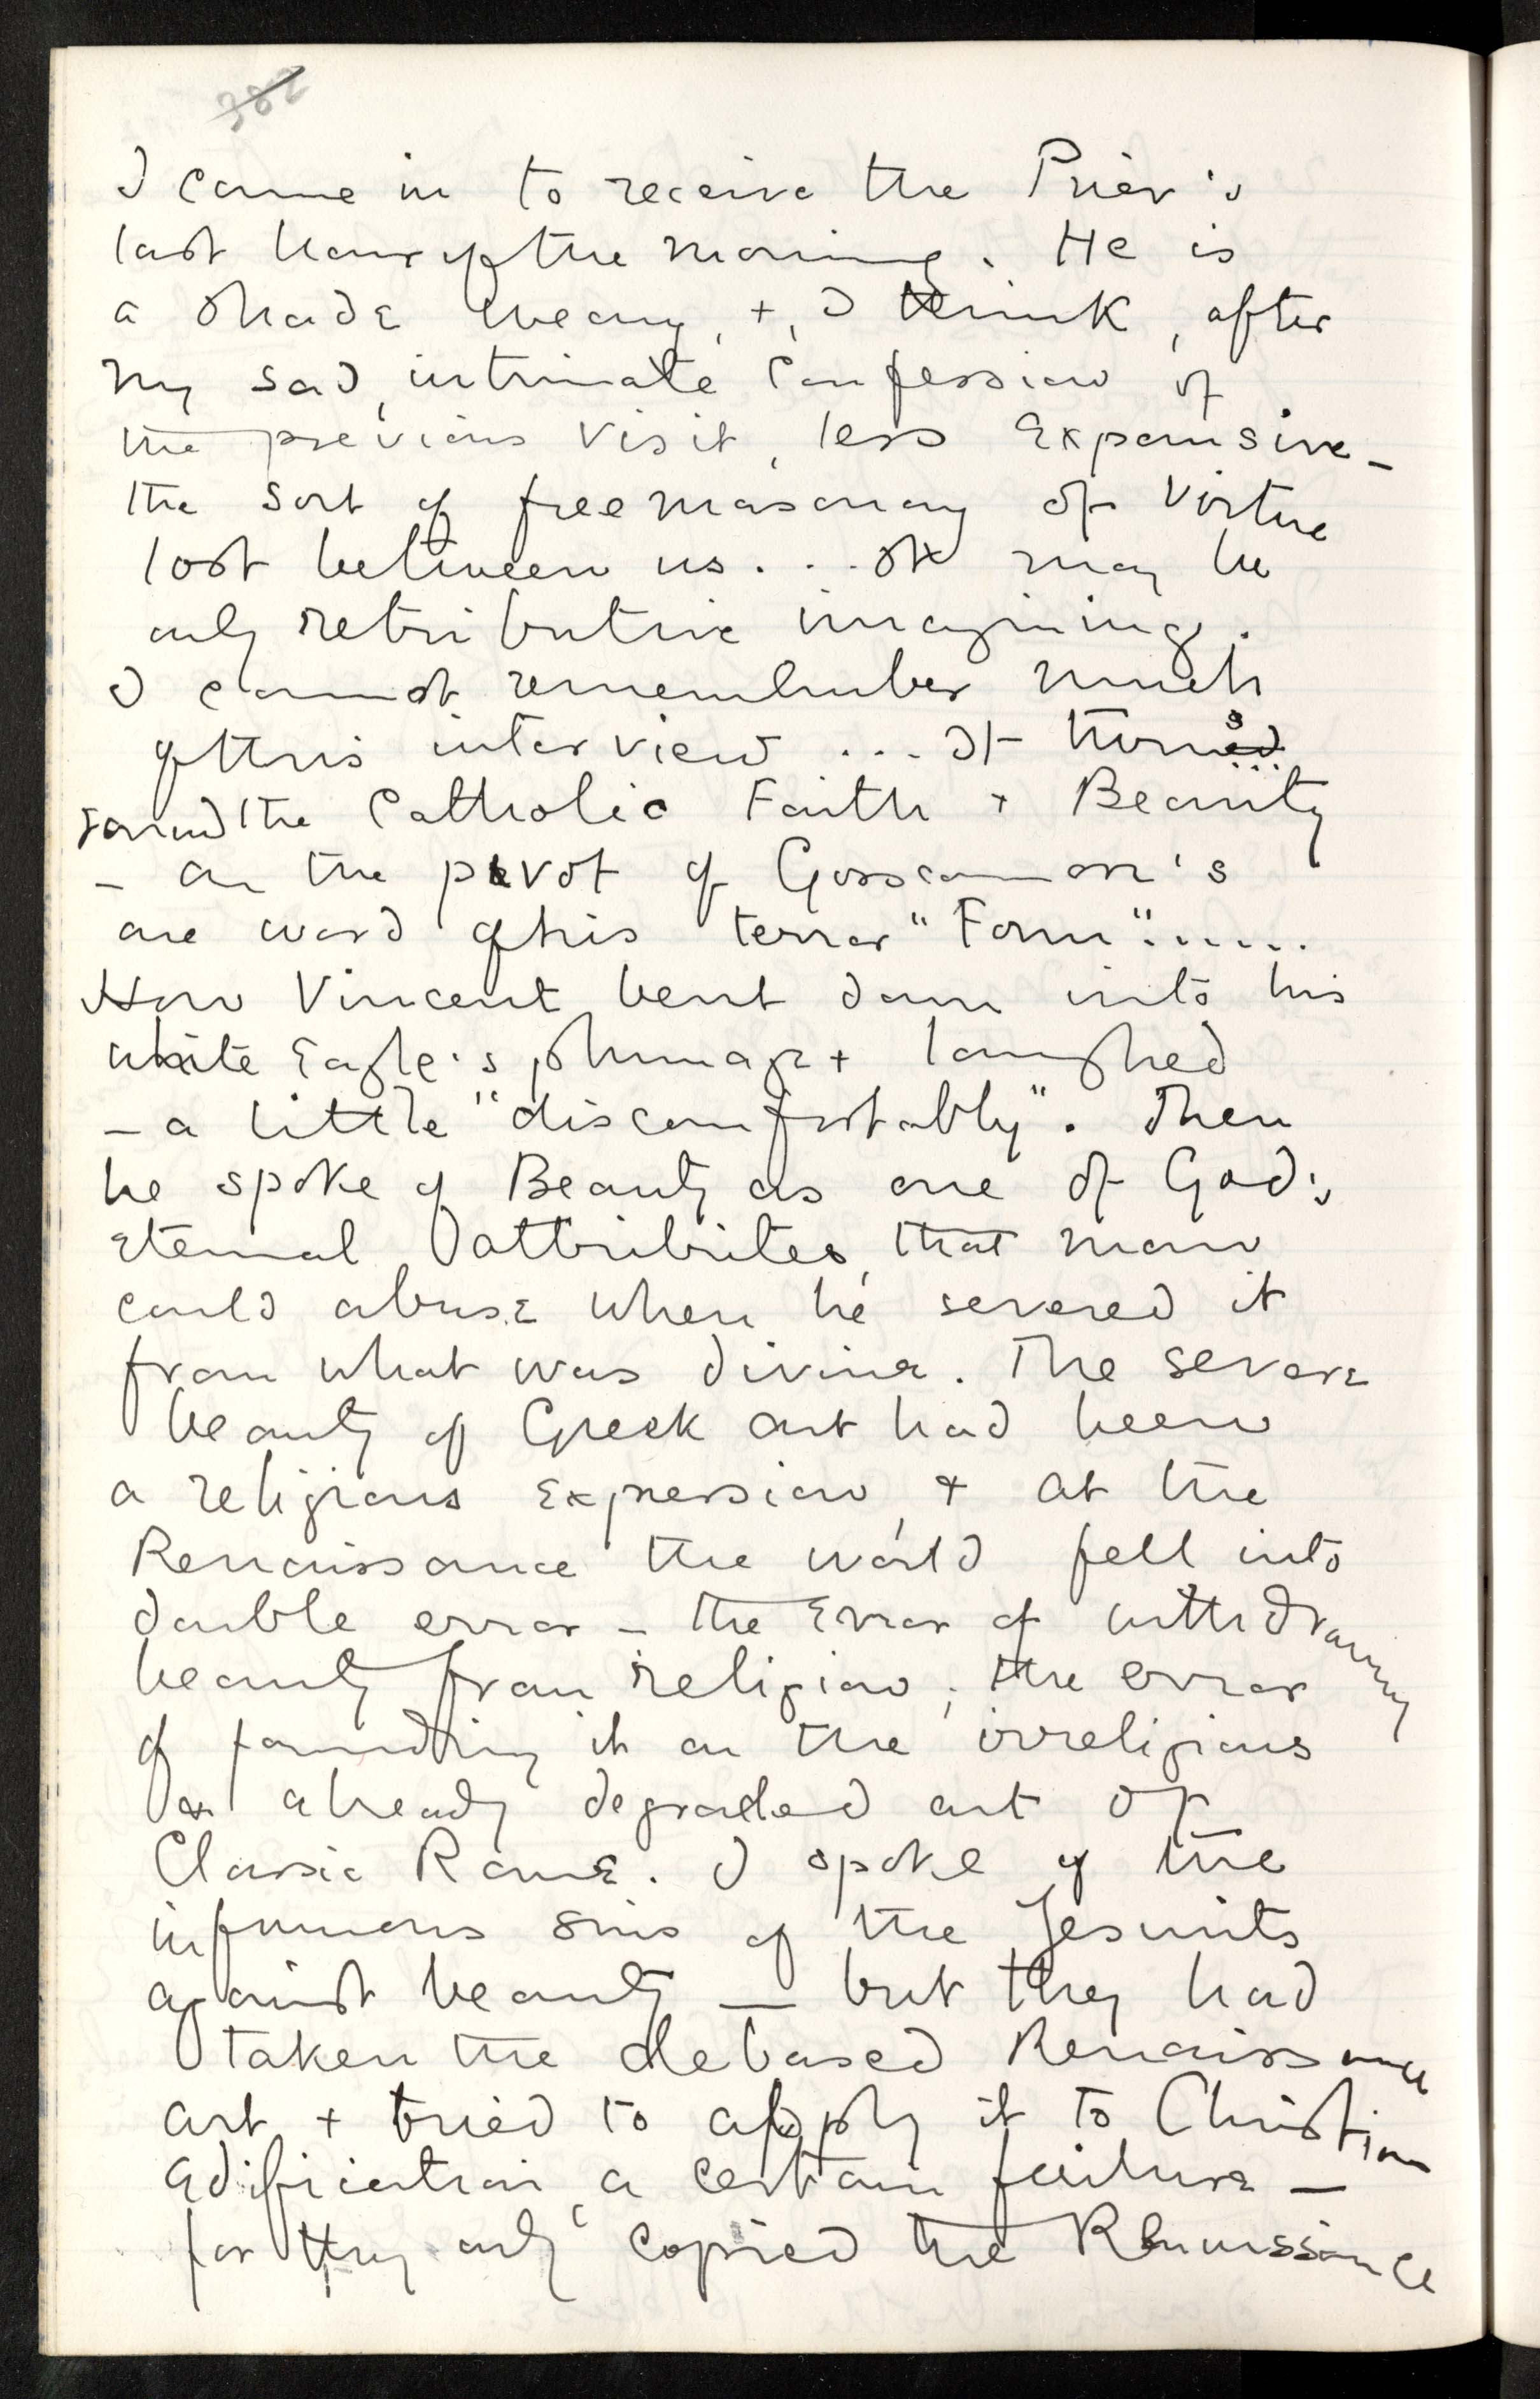 382
I came in to receive the Prior's
last hour of the morning. He is
a shade weary, +, I think, after
my sad, intimate confession of
the previous visit, less expansive –
the sort of freemasonary of virtue
lost between us . . . It may be
only retributive imagining.
I cannot remember much
of this interview ... It turns
round the Catholic Faith + Beauty
– on the pivot of Gosscannon's
one word of his terror "Form".....
How Vincent bent down into his
white Eagle's plumage + laughed
– a little "discomfortably". Then
he spoke of Beauty as one of God's
eternal attributes, that man
could abuse when he severed it
from what was divine. The severe
beauty of Greek art had been
a religious expression, + at the
Renaissance the world fell into
double error – the Error of withdrawing
beauty from religion; the error
of founding it on the irreligious
& already degraded art of
Classic Rome. I spoke of the
infamous sins of the Jesuits
against beauty — but they had
taken the debased Renaissance
art + tried to apply it to Christian
edification, a certain failure —
for they only copied the Renaissance